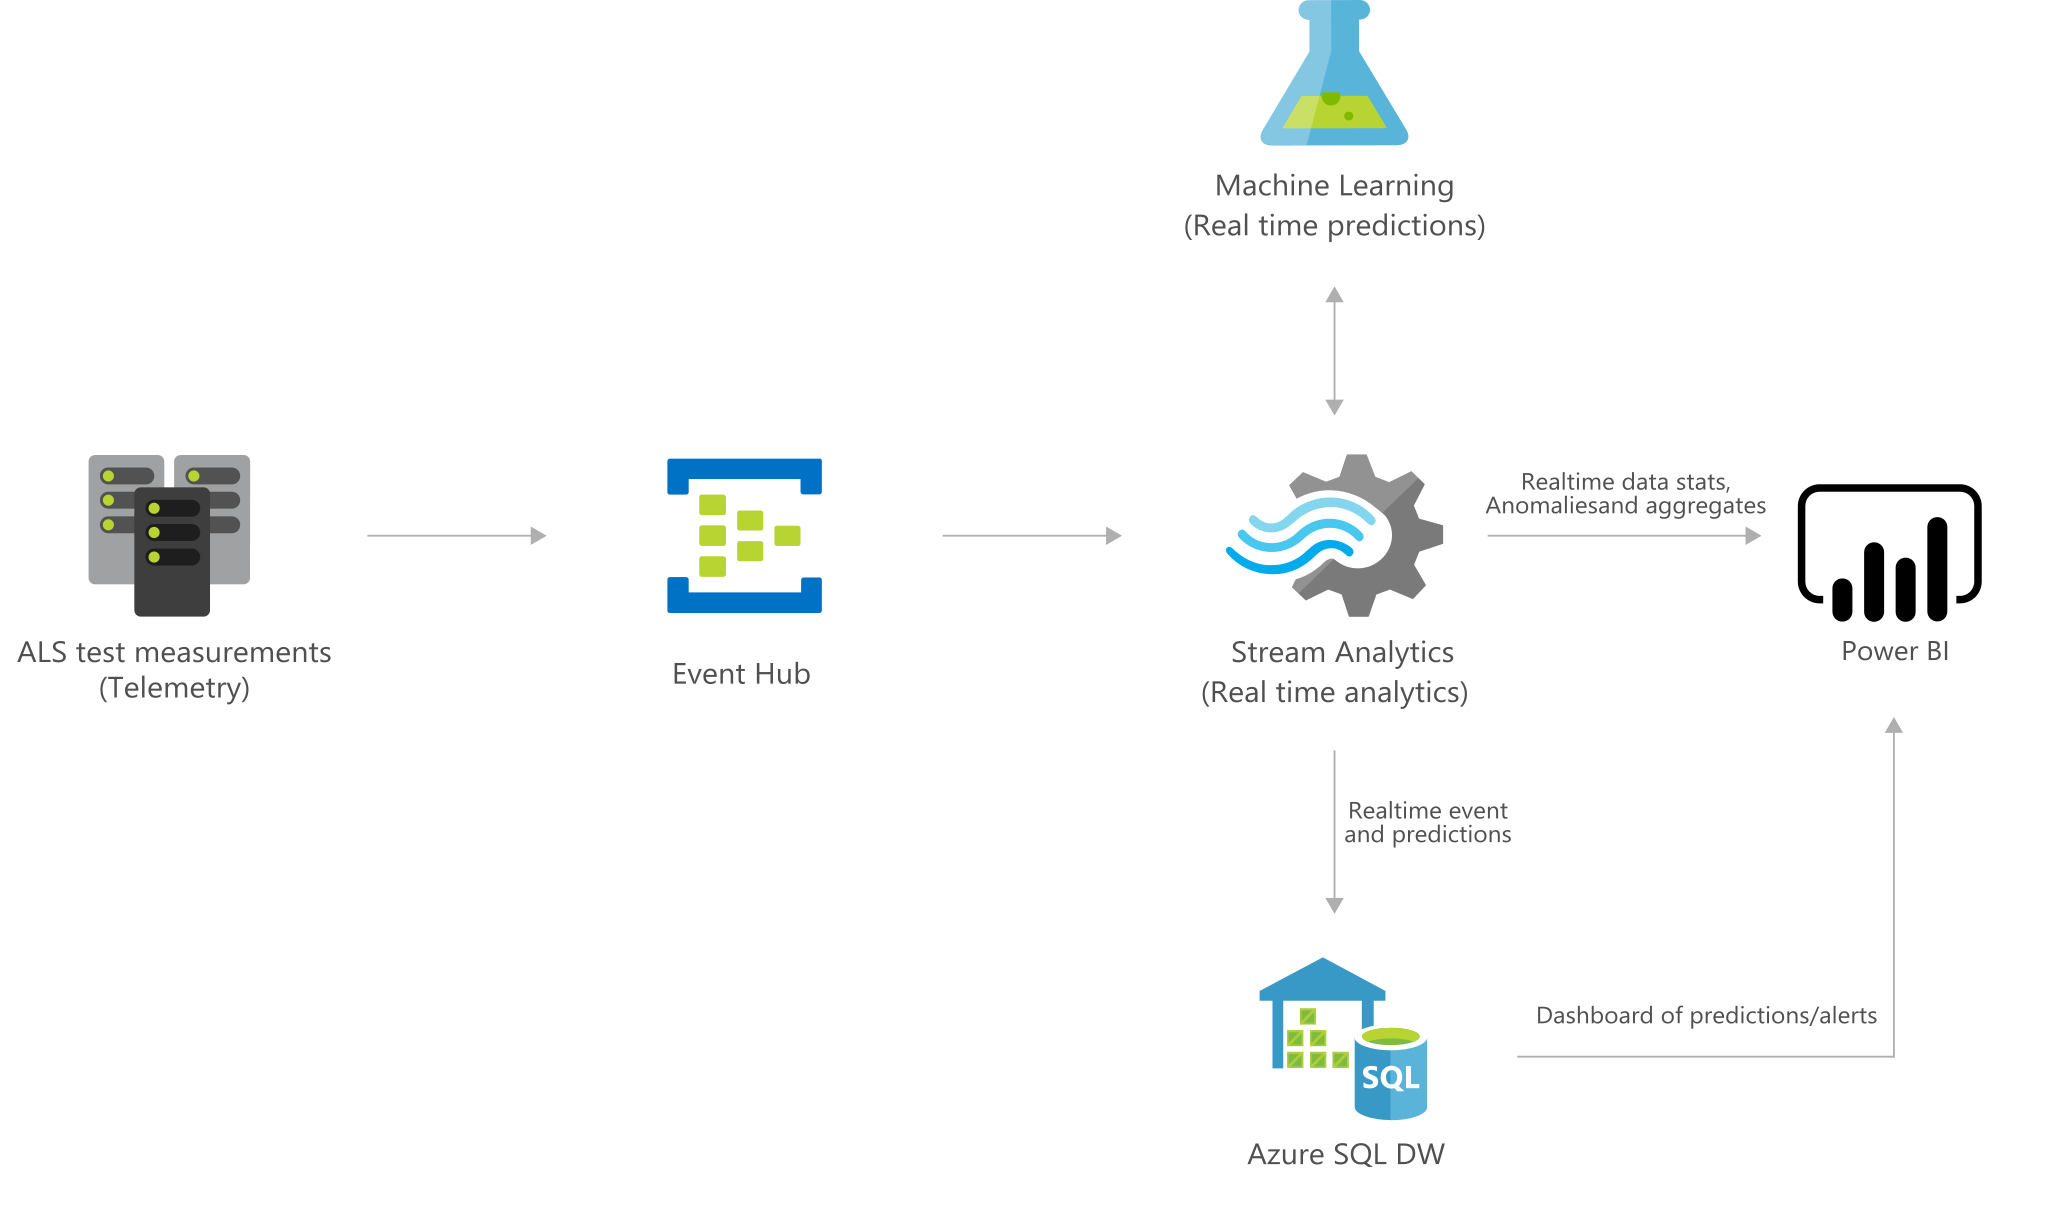 Machine Learning
(Real time predictions)
Realtime data stats,
Anomaliesand aggregates
ALS test measurements
(Telemetry)
Event Hub
Stream Analytics
(Real time analytics)
Power BI
Realtime event
and predictions
Dashboard of predictions/alerts
SQL
Azure SQL DW